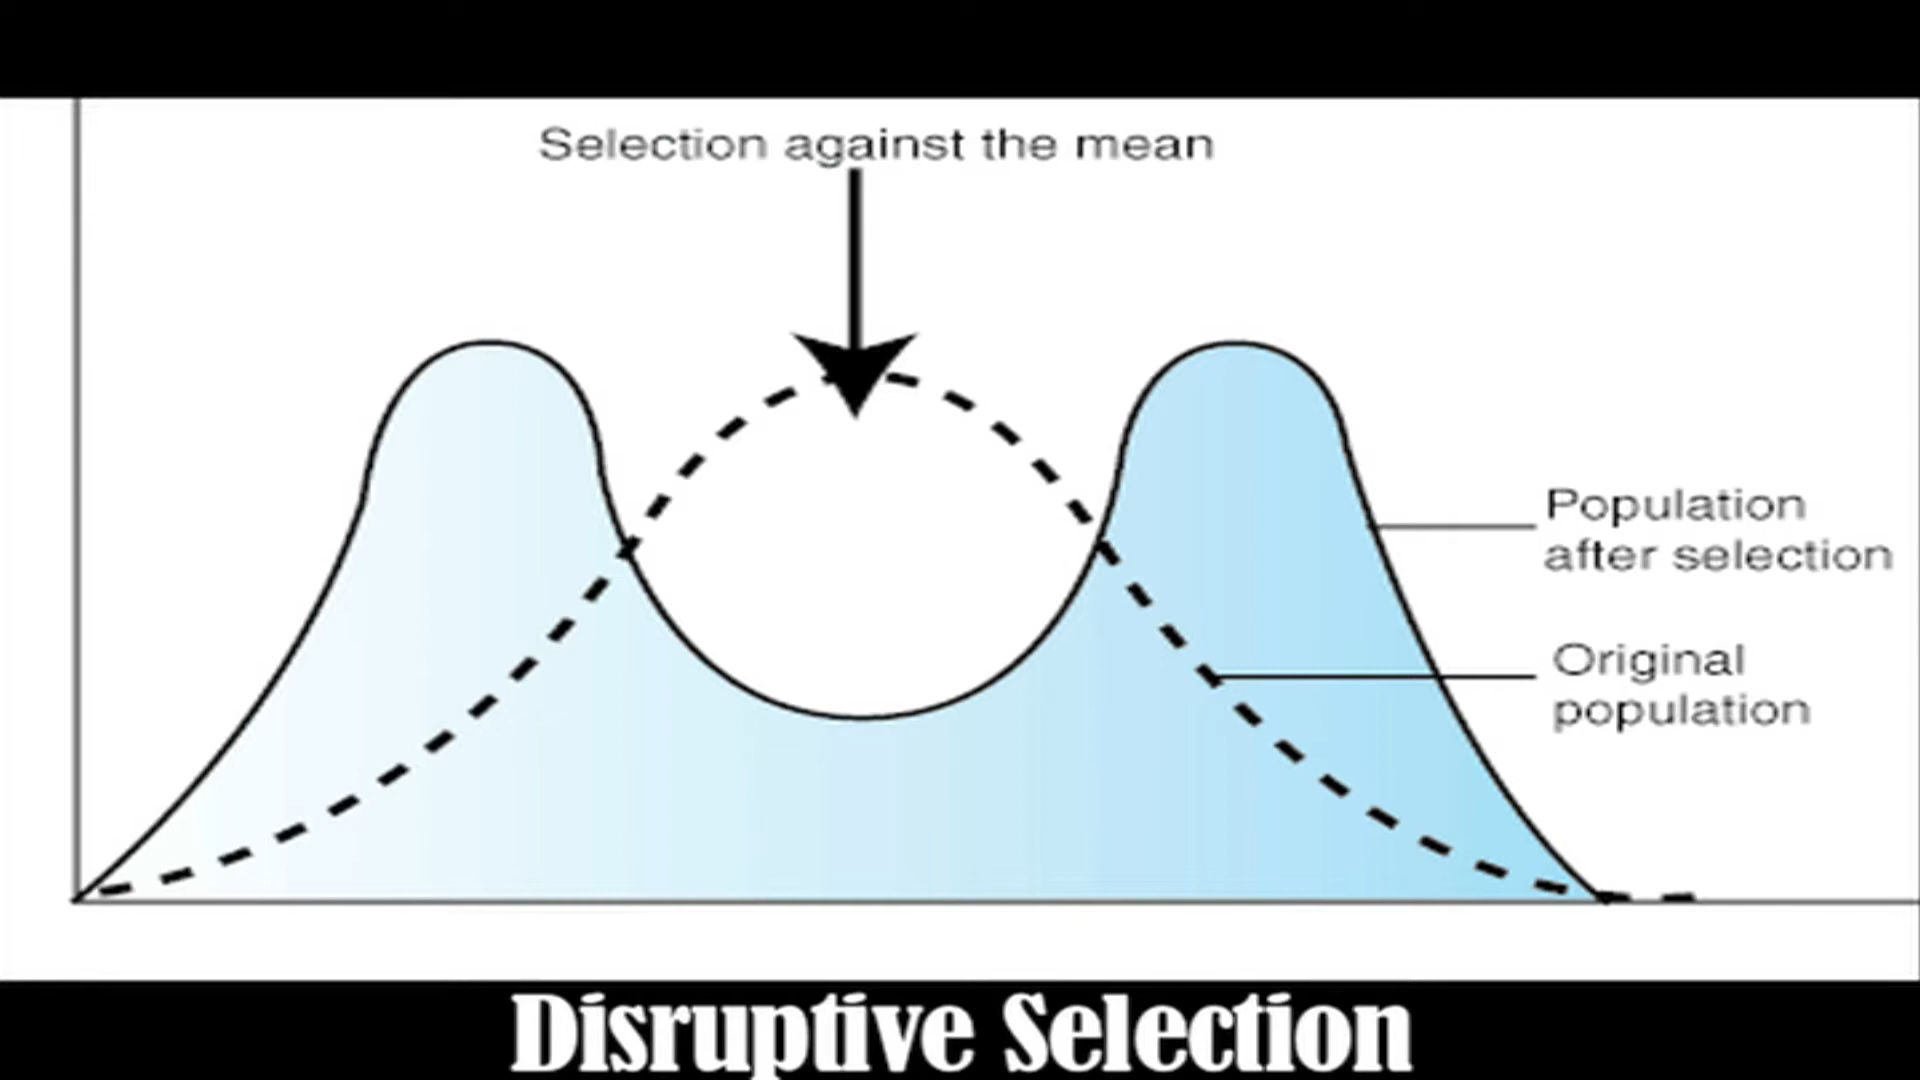 Selection against the mean
Population
after selection
Original
population
Disruptive Selection